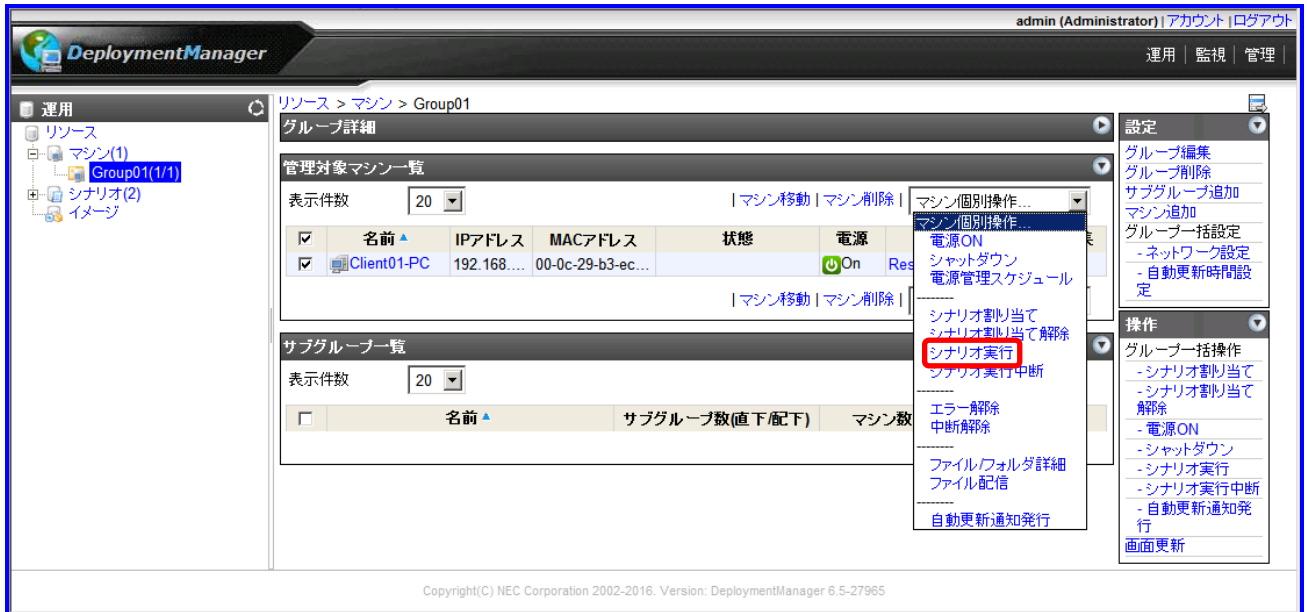 admin (Administrator) | アカウント | ログアウト
DeploymentManager
運用 | 監視 | 管理
運用
リソース
マシン(1)
Group01(1/1)
シナリオ(2)
イメージ
リソース > マシン > Group01
グループ詳細
管理対象マシン一覧
表示件数 20 | マシン移動 | マシン削除 | マシン個別操作...
名前 IPアドレス MACアドレス 状態 電源
Client01-PC 192.168.... 00-0c-29-b3-ec... On Res
| マシン移動 | マシン削除 |
マシン個別操作...
電源ON
シャットダウン
電源管理スケジュール
--------
シナリオ割り当て
シナリオ割り当て解除
シナリオ実行
シナリオ実行中断
--------
エラー解除
中断解除
--------
ファイル/フォルダ詳細
ファイル配信
--------
自動更新通知発行
サブグループ一覧
表示件数 20
名前 サブグループ数(直下/配下) マシン数
設定
グループ編集
グループ削除
サブグループ追加
マシン追加
グループ一括設定
- ネットワーク設定
- 自動更新時間設
定
操作
グループ一括操作
- シナリオ割り当て
- シナリオ割り当て
解除
- 電源ON
- シャットダウン
- シナリオ実行
- シナリオ実行中断
- 自動更新通知発
行
画面更新
Copyright(C) NEC Corporation 2002-2016. Version: DeploymentManager 6.5-27965